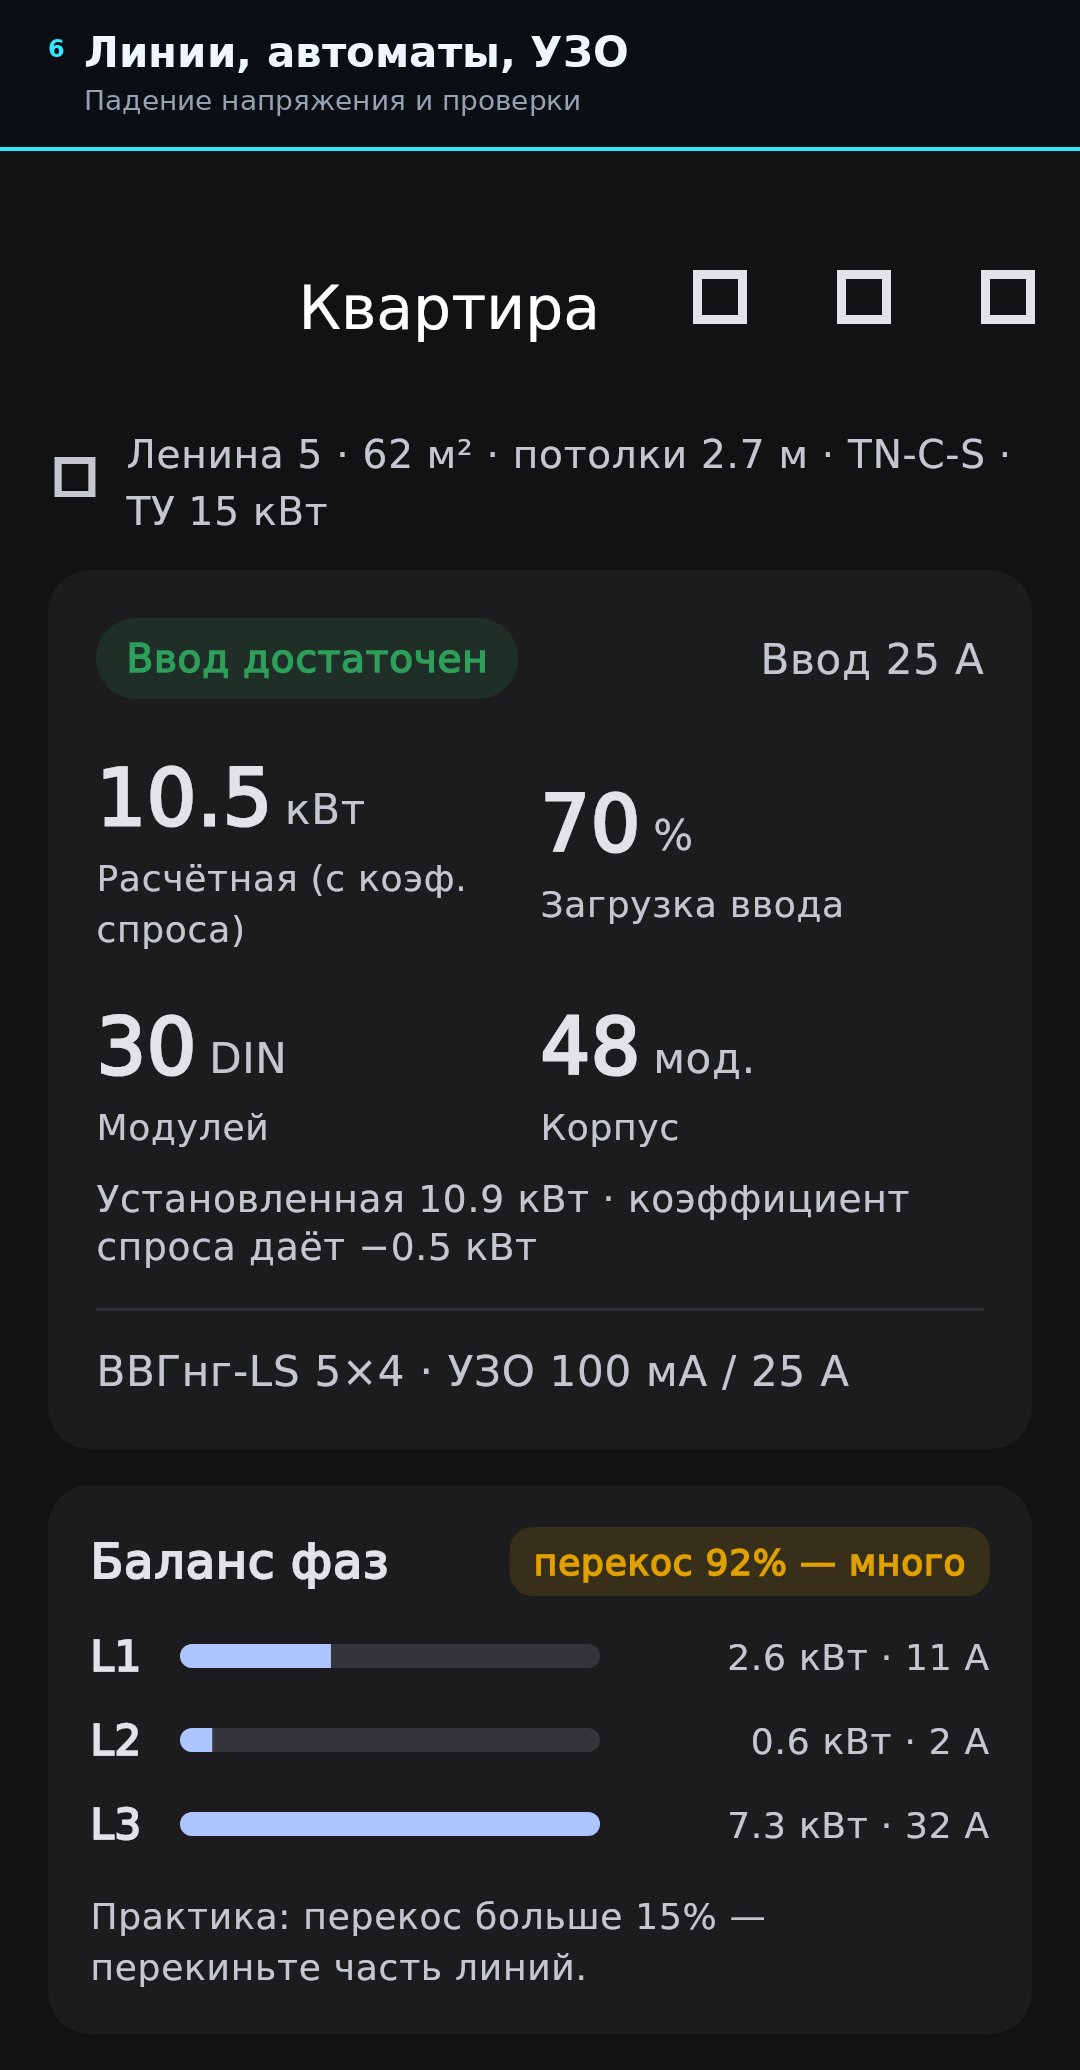 6 Линии, автоматы, УЗО
Падение напряжения и проверки
Квартира
Ленина 5 · 62 м² · потолки 2.7 м · TN-C-S ·
ТУ 15 кВт
Ввод достаточен
Ввод 25 А
10.5 кВт
Расчётная (с коэф.
спроса)
70 %
Загрузка ввода
30 DIN
Модулей
48 мод.
Корпус
Установленная 10.9 кВт · коэффициент
спроса даёт −0.5 кВт
ВВГнг-LS 5×4 · УЗО 100 мА / 25 А
Баланс фаз
перекос 92% — много
L1 2.6 кВт · 11 А
L2 0.6 кВт · 2 А
L3 7.3 кВт · 32 А
Практика: перекос больше 15% —
перекиньте часть линий.